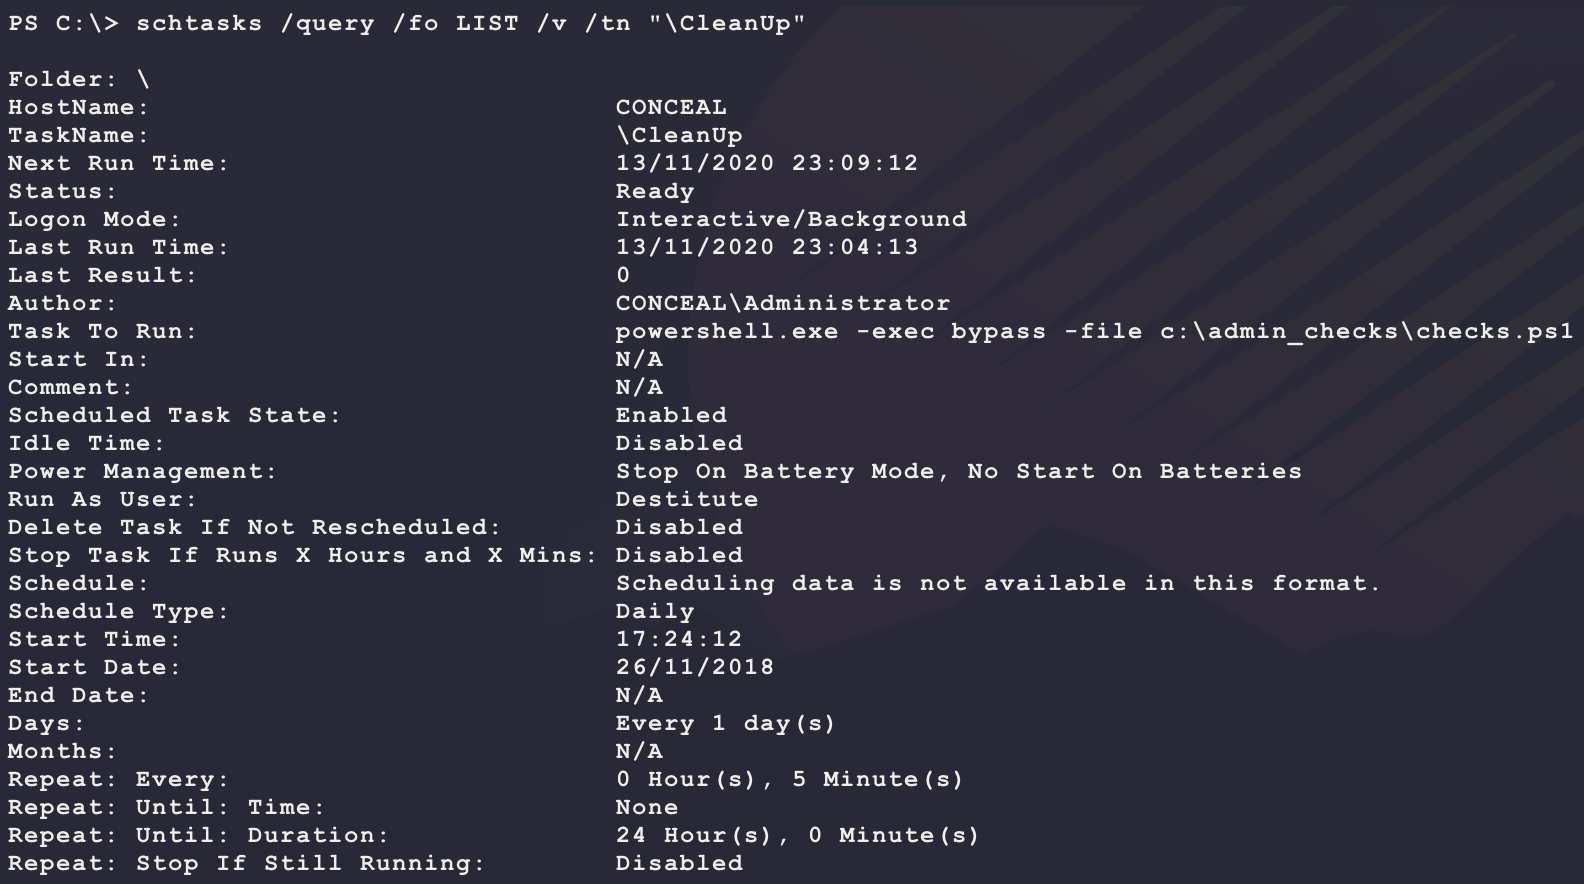 PS C:\> schtasks /query /fo LIST /v /tn "\CleanUp"
Folder: \
HostName: CONCEAL
TaskName: \CleanUp
Next Run Time: 13/11/2020 23:09:12
Status: Ready
Logon Mode: Interactive/Background
Last Run Time: 13/11/2020 23:04:13
Last Result: 0
Author: CONCEAL\Administrator
Task To Run: powershell.exe -exec bypass -file c:\admin_checks\checks.ps1
Start In: N/A
Comment: N/A
Scheduled Task State: Enabled
Idle Time: Disabled
Power Management: Stop On Battery Mode, No Start On Batteries
Run As User: Destitute
Delete Task If Not Rescheduled: Disabled
Stop Task If Runs X Hours and X Mins: Disabled
Schedule: Scheduling data is not available in this format.
Schedule Type: Daily
Start Time: 17:24:12
Start Date: 26/11/2018
End Date: N/A
Days: Every 1 day(s)
Months: N/A
Repeat: Every: 0 Hour(s), 5 Minute(s)
Repeat: Until: Time: None
Repeat: Until: Duration: 24 Hour(s), 0 Minute(s)
Repeat: Stop If Still Running: Disabled